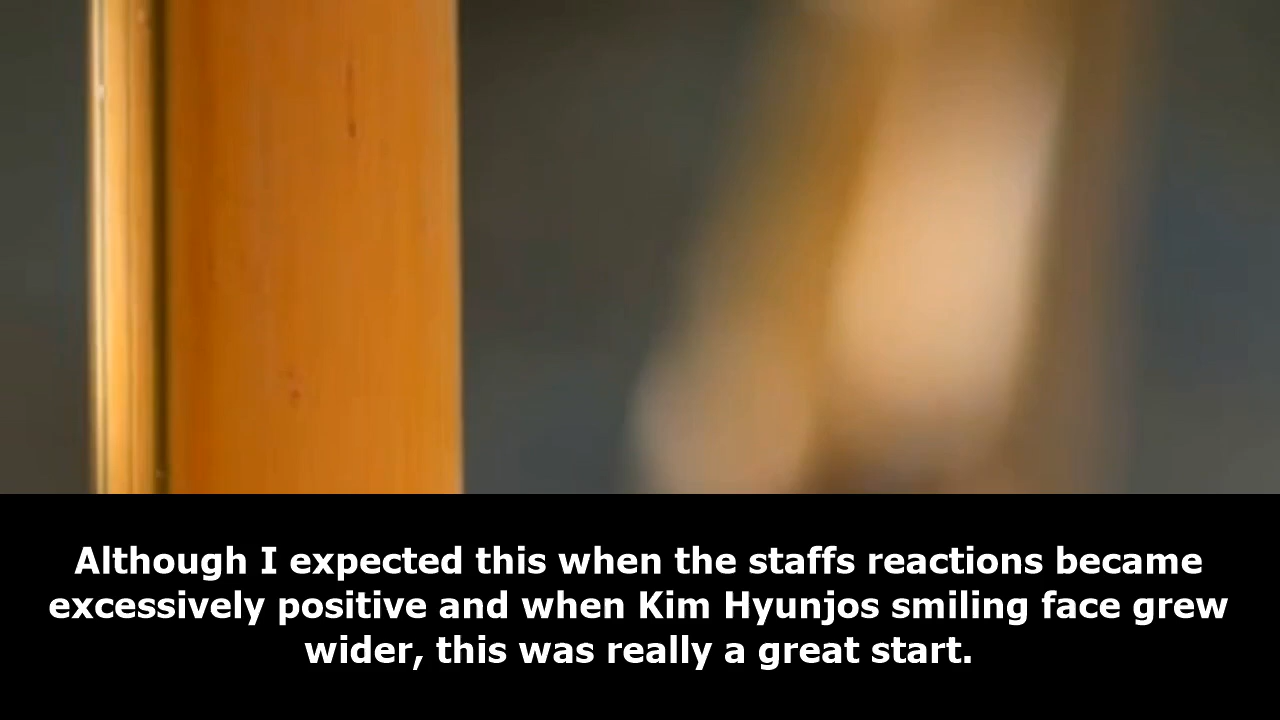 Although I expected this when the staffs reactions became
excessively positive and when Kim Hyunjos smiling face grew
wider, this was really a great start.